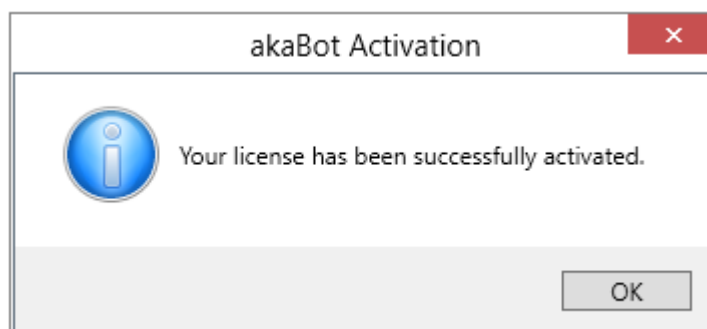 akaBot Activation
Your license has been successfully activated.
OK